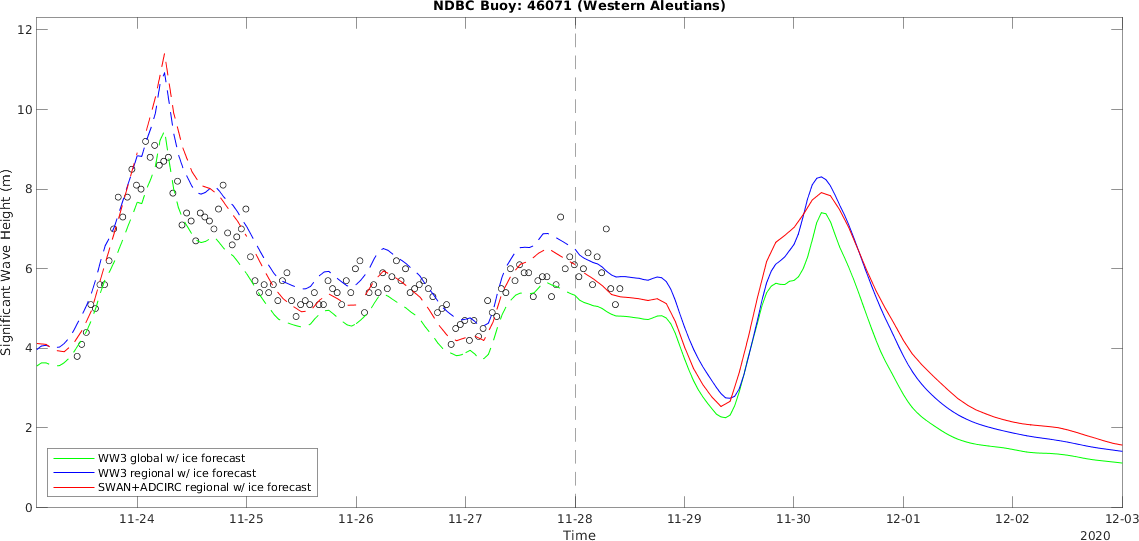 NDBC Buoy: 46071 (Western Aleutians)
12
10
8
6
4
2
0
Significant Wave Height (m)
WW3 global w/ ice forecast
WW3 regional w/ ice forecast
SWAN+ADCIRC regional w/ ice forecast
11-24 11-25 11-26 11-27 11-28 11-29 11-30 12-01 12-02 12-03
Time
2020